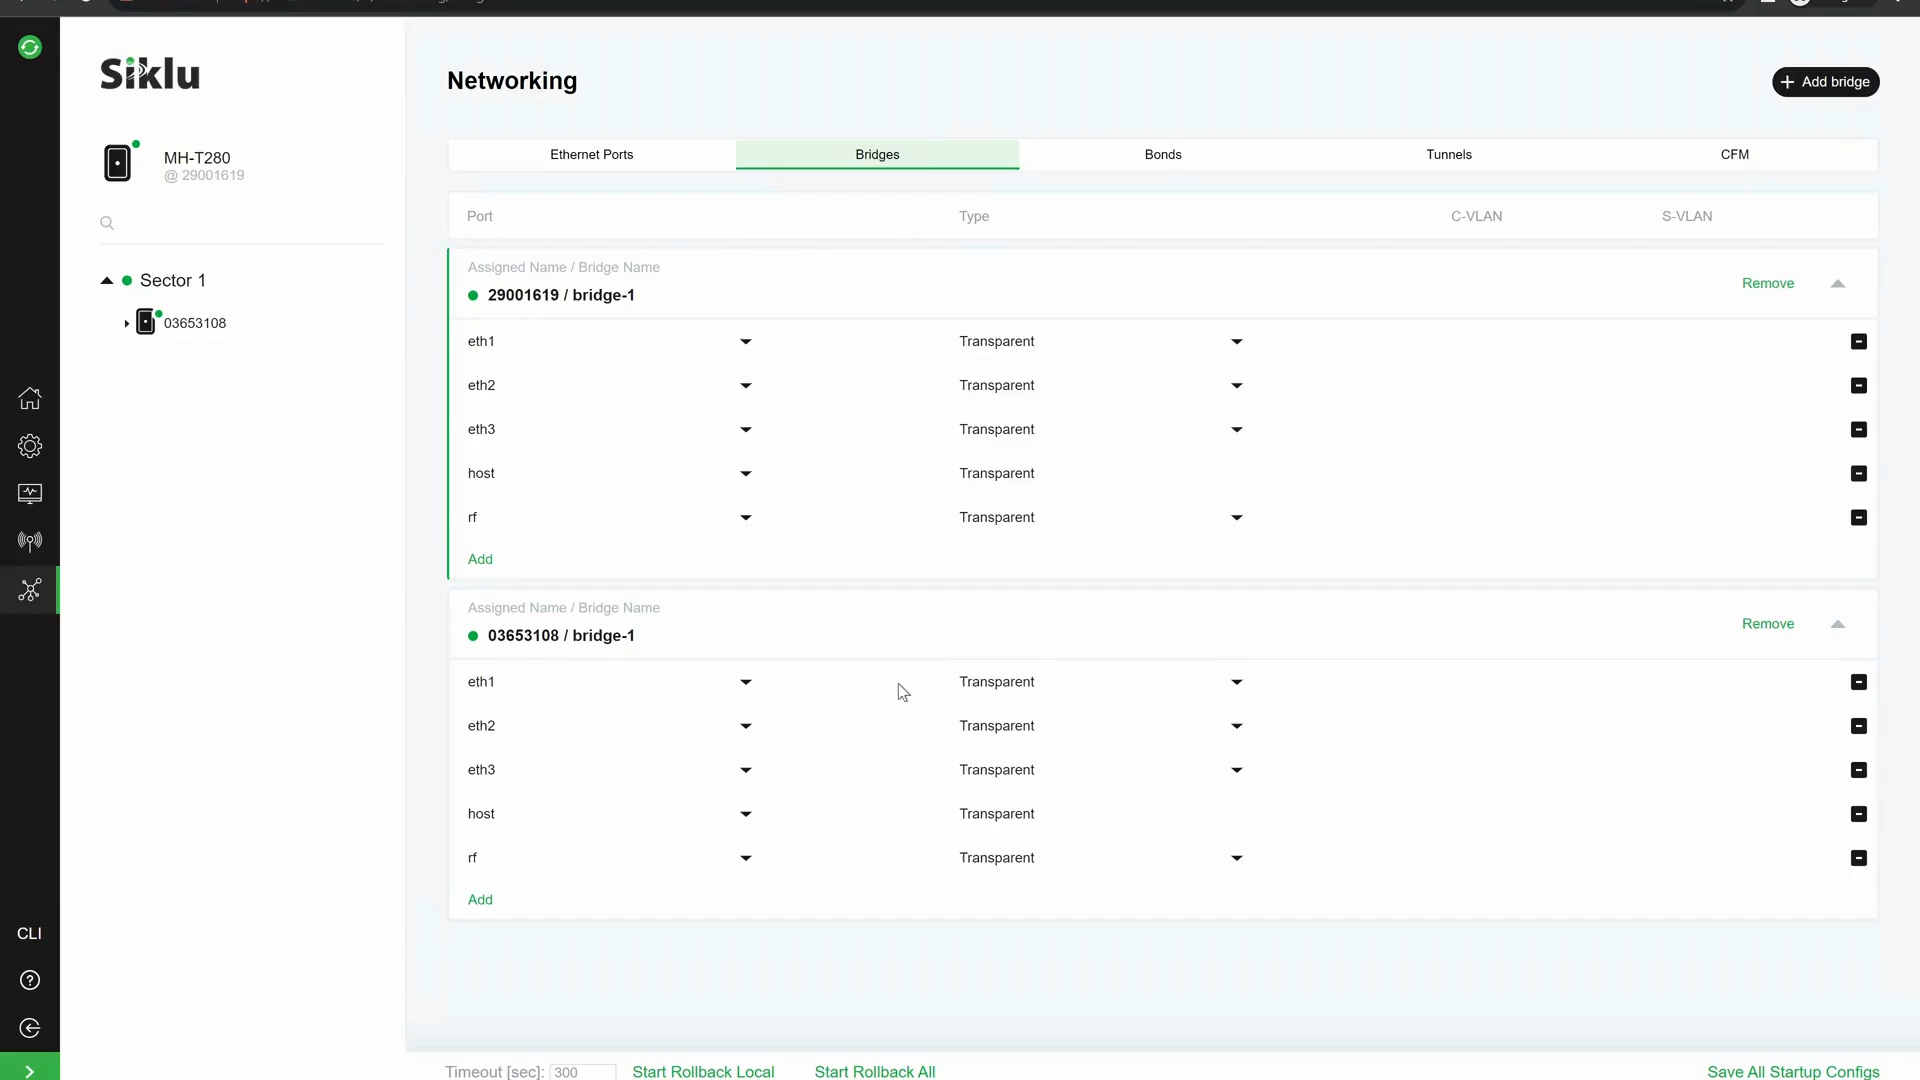 Siklu
Networking
Add bridge
MH-T280
@ 29001619
Ethernet Ports
Bridges
Bonds
Tunnels
CFM
Port
Type
C-VLAN
S-VLAN
Sector 1
03653108
Assigned Name / Bridge Name
29001619 / bridge-1
Remove
eth1
Transparent
eth2
Transparent
eth3
Transparent
host
Transparent
rf
Transparent
Add
Assigned Name / Bridge Name
03653108 / bridge-1
Remove
eth1
Transparent
eth2
Transparent
eth3
Transparent
host
Transparent
rf
Transparent
Add
CLI
Timeout [sec]: 300
Start Rollback Local
Start Rollback All
Save All Startup Configs